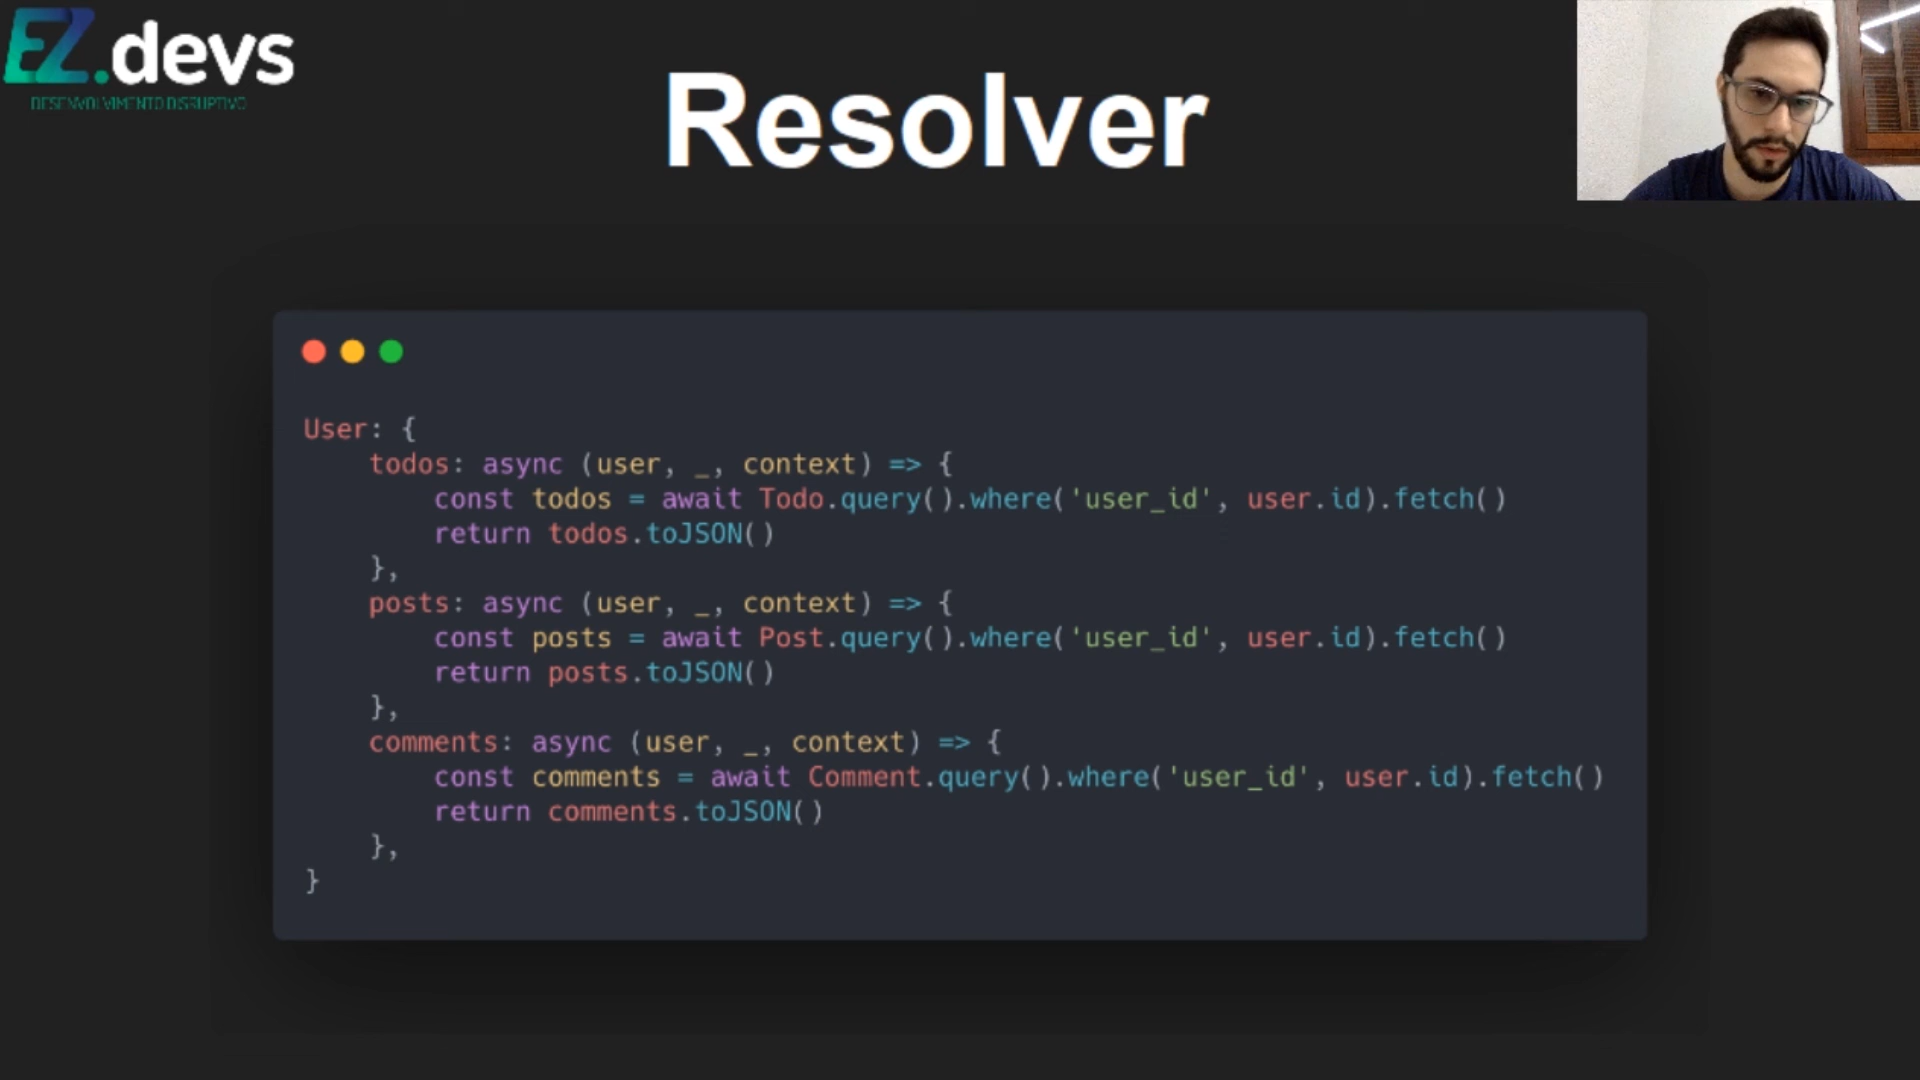 EZ.devs
DESENVOLVIMENTO DISRUPTIVO
Resolver
User: {
    todos: async (user, _, context) => {
        const todos = await Todo.query().where('user_id', user.id).fetch()
        return todos.toJSON()
    },
    posts: async (user, _, context) => {
        const posts = await Post.query().where('user_id', user.id).fetch()
        return posts.toJSON()
    },
    comments: async (user, _, context) => {
        const comments = await Comment.query().where('user_id', user.id).fetch()
        return comments.toJSON()
    },
}